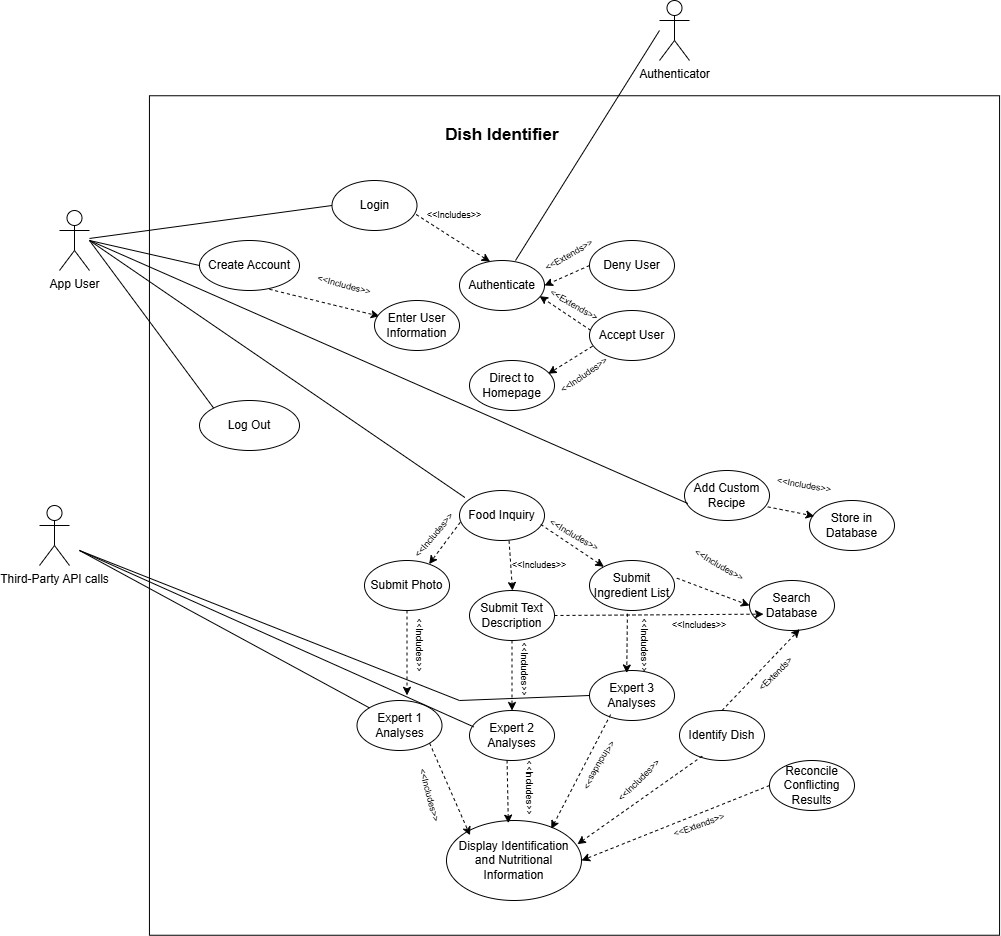 Authenticator
Dish Identifier
Login
<<Includes>>
App User
Create Account
<<Includes>>
Enter User
Information
Authenticate
<<Extends>>
Deny User
<<Extends>>
Accept User
Direct to
Homepage
<<Includes>>
Log Out
Add Custom
Recipe
<<Includes>>
Store in
Database
Third-Party API calls
Food Inquiry
<<Includes>>
<<Includes>>
<<Includes>>
Submit Photo
Submit Text
Description
Submit
Ingredient List
<<Includes>>
Search
Database
<<Includes>>
<<Includes>>
<<Includes>>
<<Includes>>
Expert 1
Analyses
Expert 2
Analyses
Expert 3
Analyses
<Extends>
Identify Dish
Reconcile
Conflicting
Results
<<Includes>>
<<Includes>>
<<Includes>>
<<Includes>>
<<Extends>>
Display Identification
and Nutritional
Information